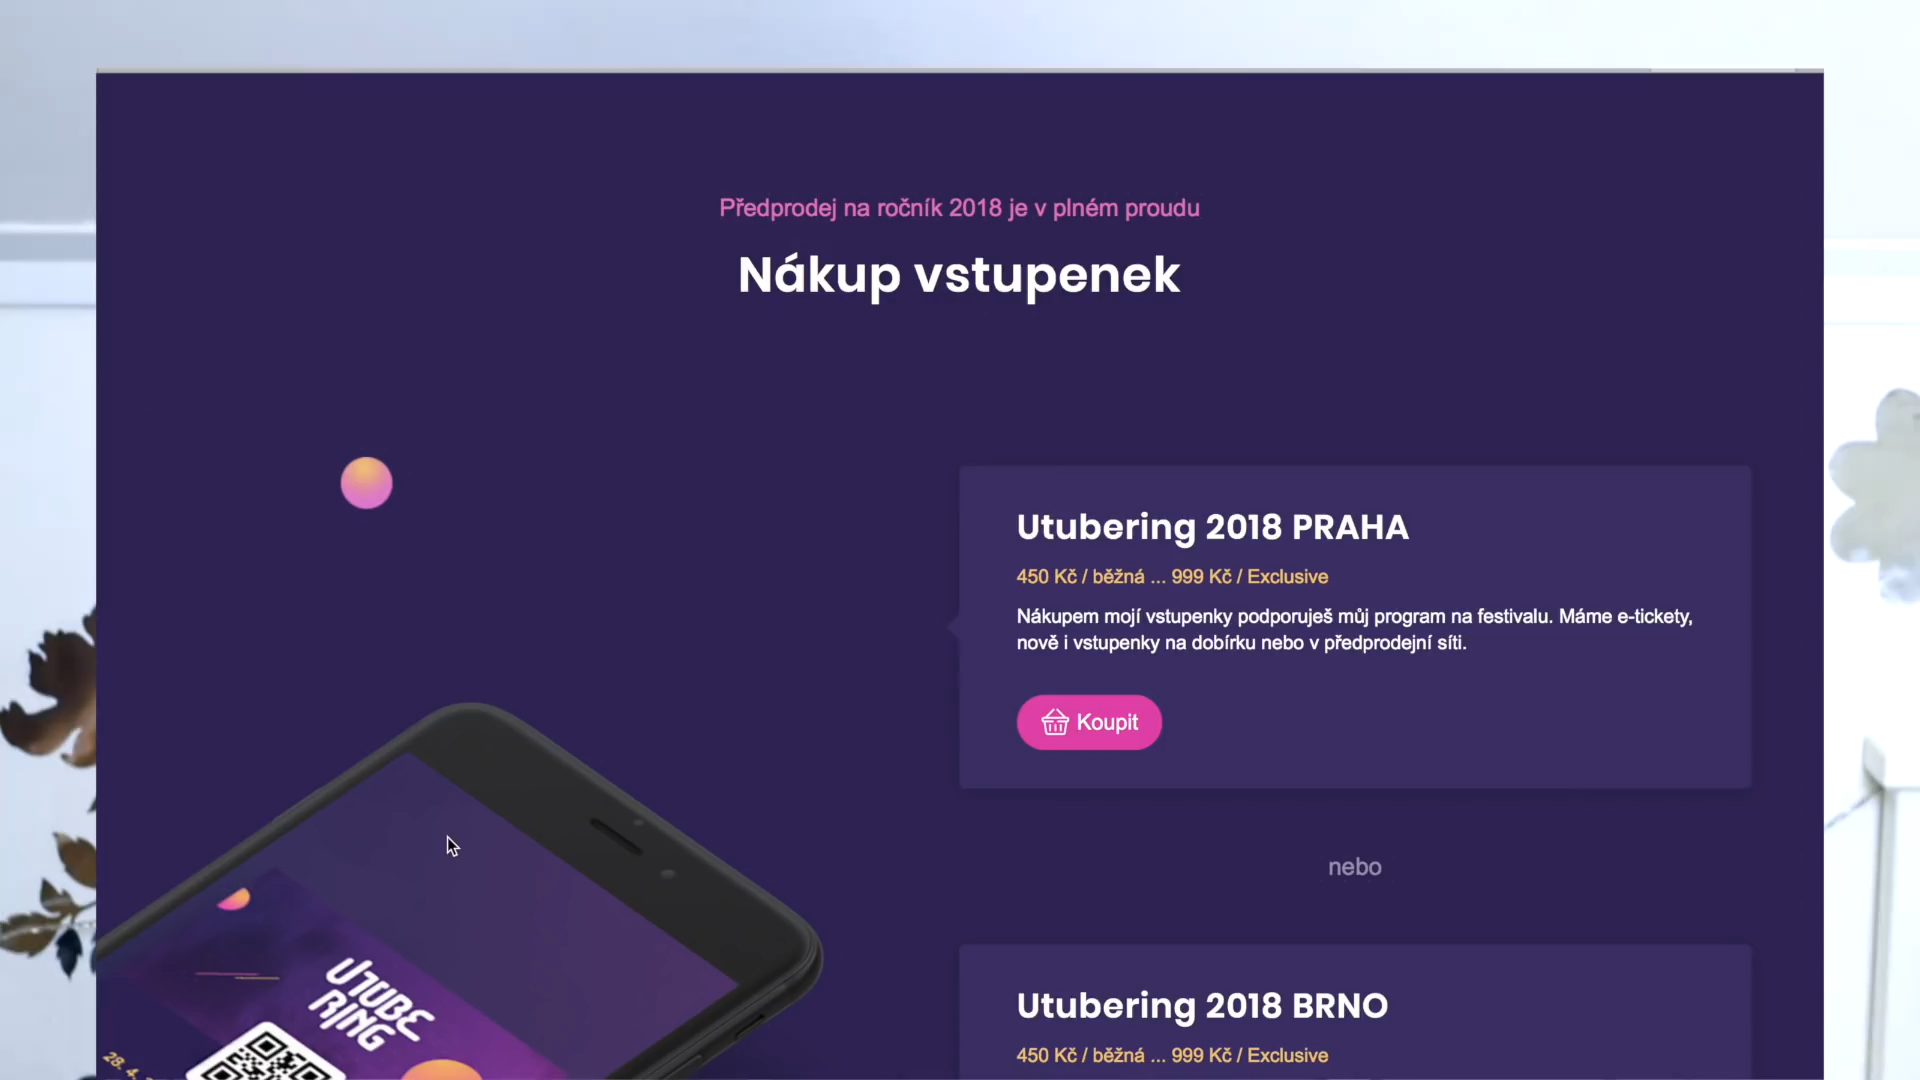 Předprodej na ročník 2018 je v plném proudu
Nákup vstupenek
Utubering 2018 PRAHA
450 Kč / běžná ... 999 Kč / Exclusive
Nákupem mojí vstupenky podporuješ můj program na festivalu. Máme e-tickety,
nově i vstupenky na dobírku nebo v předprodejní síti.
Koupit
nebo
Utubering 2018 BRNO
450 Kč / běžná ... 999 Kč / Exclusive
UTUBE
RING
28. 4.